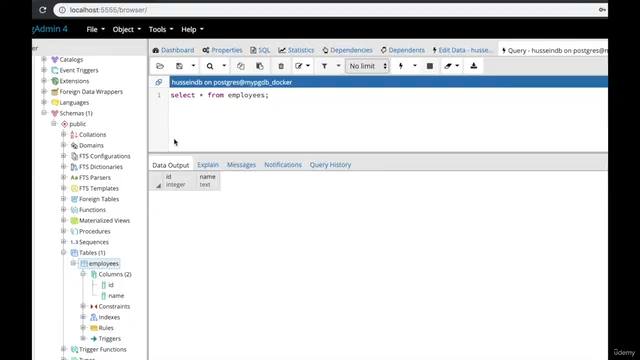 localhost:5555/browser/
gAdmin 4
File
Object
Tools
Help
er
Dashboard
Properties
SQL
Statistics
Dependencies
Dependents
Edit Data - husse...
Query - husseindb on postgres@m
No limit
husseindb on postgres@mypgdb_docker
1 select * from employees;
Catalogs
Event Triggers
Extensions
Foreign Data Wrappers
Languages
Schemas (1)
public
Collations
Domains
FTS Configurations
FTS Dictionaries
FTS Parsers
FTS Templates
Foreign Tables
Functions
Materialized Views
Procedures
Sequences
Tables (1)
employees
Columns (2)
id
name
Constraints
Indexes
Rules
Triggers
Trigger Functions
Data Output
Explain
Messages
Notifications
Query History
id
integer
name
text
Udemy